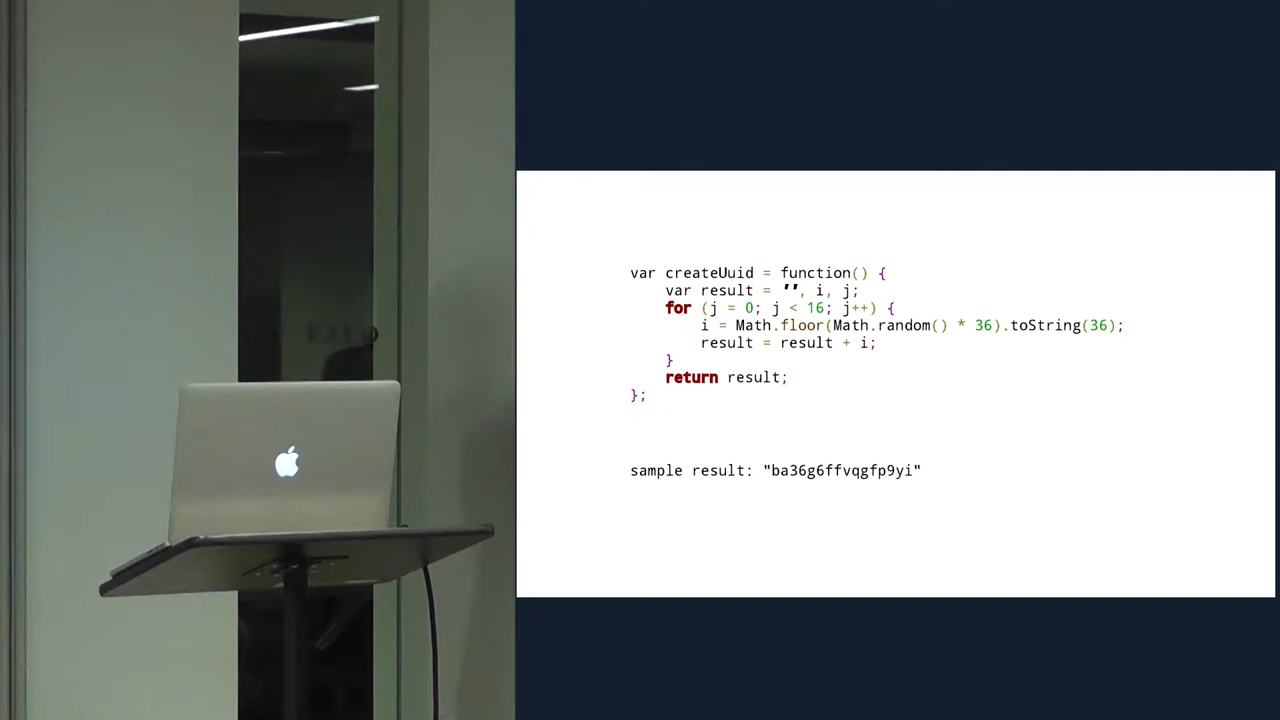 var createUuid = function() {
var result = '', i, j;
for (j = 0; j < 16; j++) {
i = Math.floor(Math.random() * 36).toString(36);
result = result + i;
}
return result;
};
sample result: "ba36g6ffvqgfp9yi"